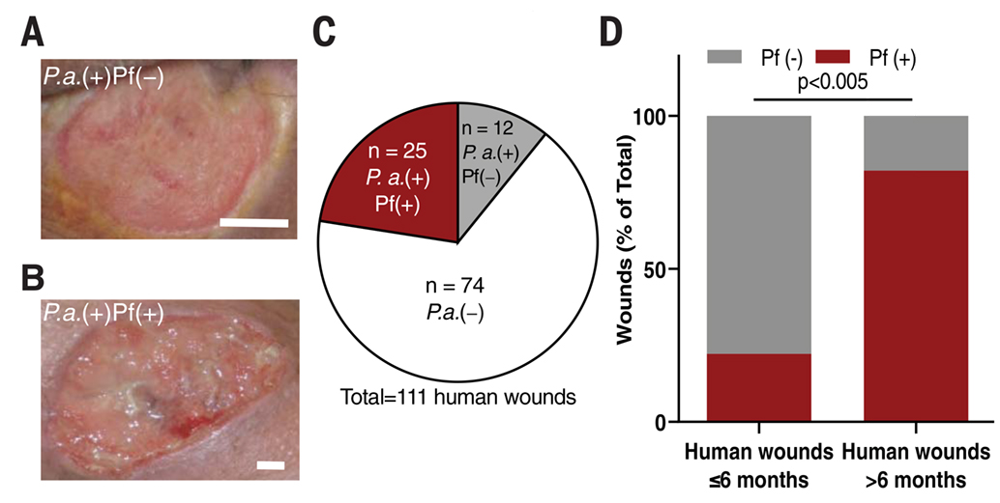 A
P.a.(+)Pf(−)
B
P.a.(+)Pf(+)
C
n = 25
P. a.(+)
Pf(+)
n = 12
P. a.(+)
Pf(−)
n = 74
P.a.(−)
Total=111 human wounds
D
Pf (-) Pf (+)
p<0.005
Wounds (% of Total)
100
50
0
Human wounds
≤6 months
Human wounds
>6 months